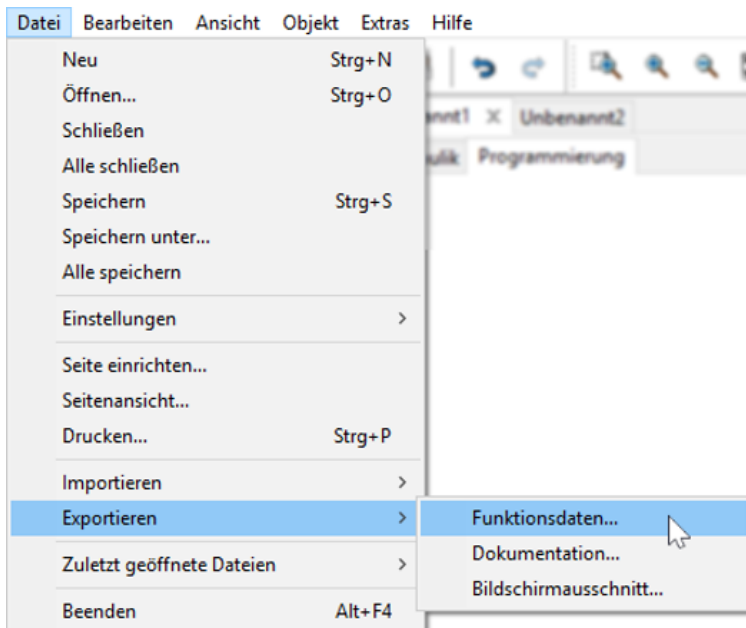 Datei Bearbeiten Ansicht Objekt Extras Hilfe
Neu Strg+N
Öffnen... Strg+O
Schließen
Alle schließen
Speichern Strg+S
Speichern unter...
Alle speichern
Einstellungen
Seite einrichten...
Seitenansicht...
Drucken... Strg+P
Importieren
Exportieren
Zuletzt geöffnete Dateien
Beenden Alt+F4
Funktionsdaten...
Dokumentation...
Bildschirmausschnitt...
annt1 Unbenannt2
ulik Programmierung